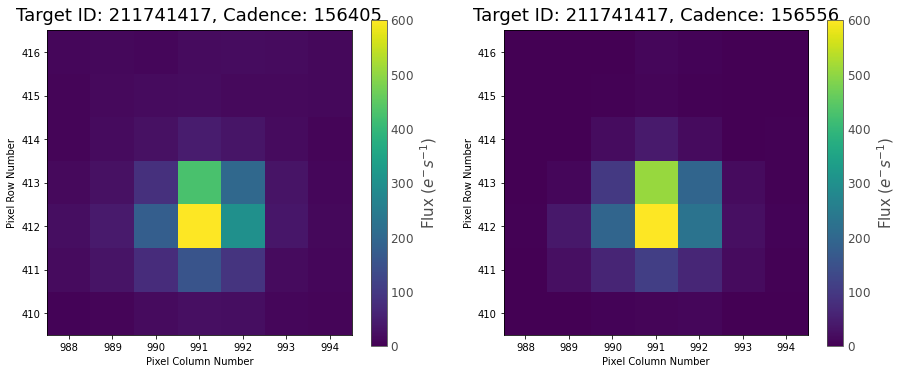 Target ID: 211741417, Cadence: 156405
416
415
414
413
412
411
410
Pixel Row Number
988 989 990 991 992 993 994
Pixel Column Number
600
500
400
300
200
100
0
Flux (e⁻s⁻¹)
Target ID: 211741417, Cadence: 156556
416
415
414
413
412
411
410
Pixel Row Number
988 989 990 991 992 993 994
Pixel Column Number
600
500
400
300
200
100
0
Flux (e⁻s⁻¹)